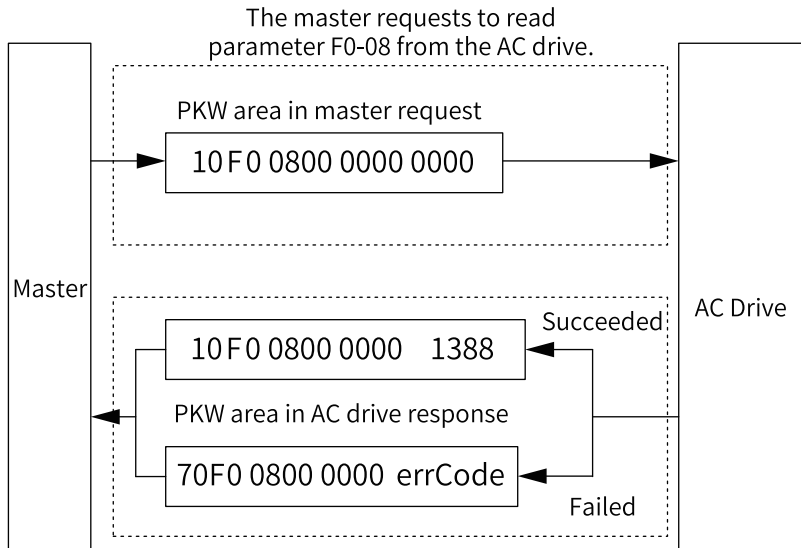 The master requests to read
parameter F0-08 from the AC drive.
PKW area in master request
10F0 0800 0000 0000
Master
AC Drive
Succeeded
10F0 0800 0000 1388
PKW area in AC drive response
70F0 0800 0000 errCode
Failed